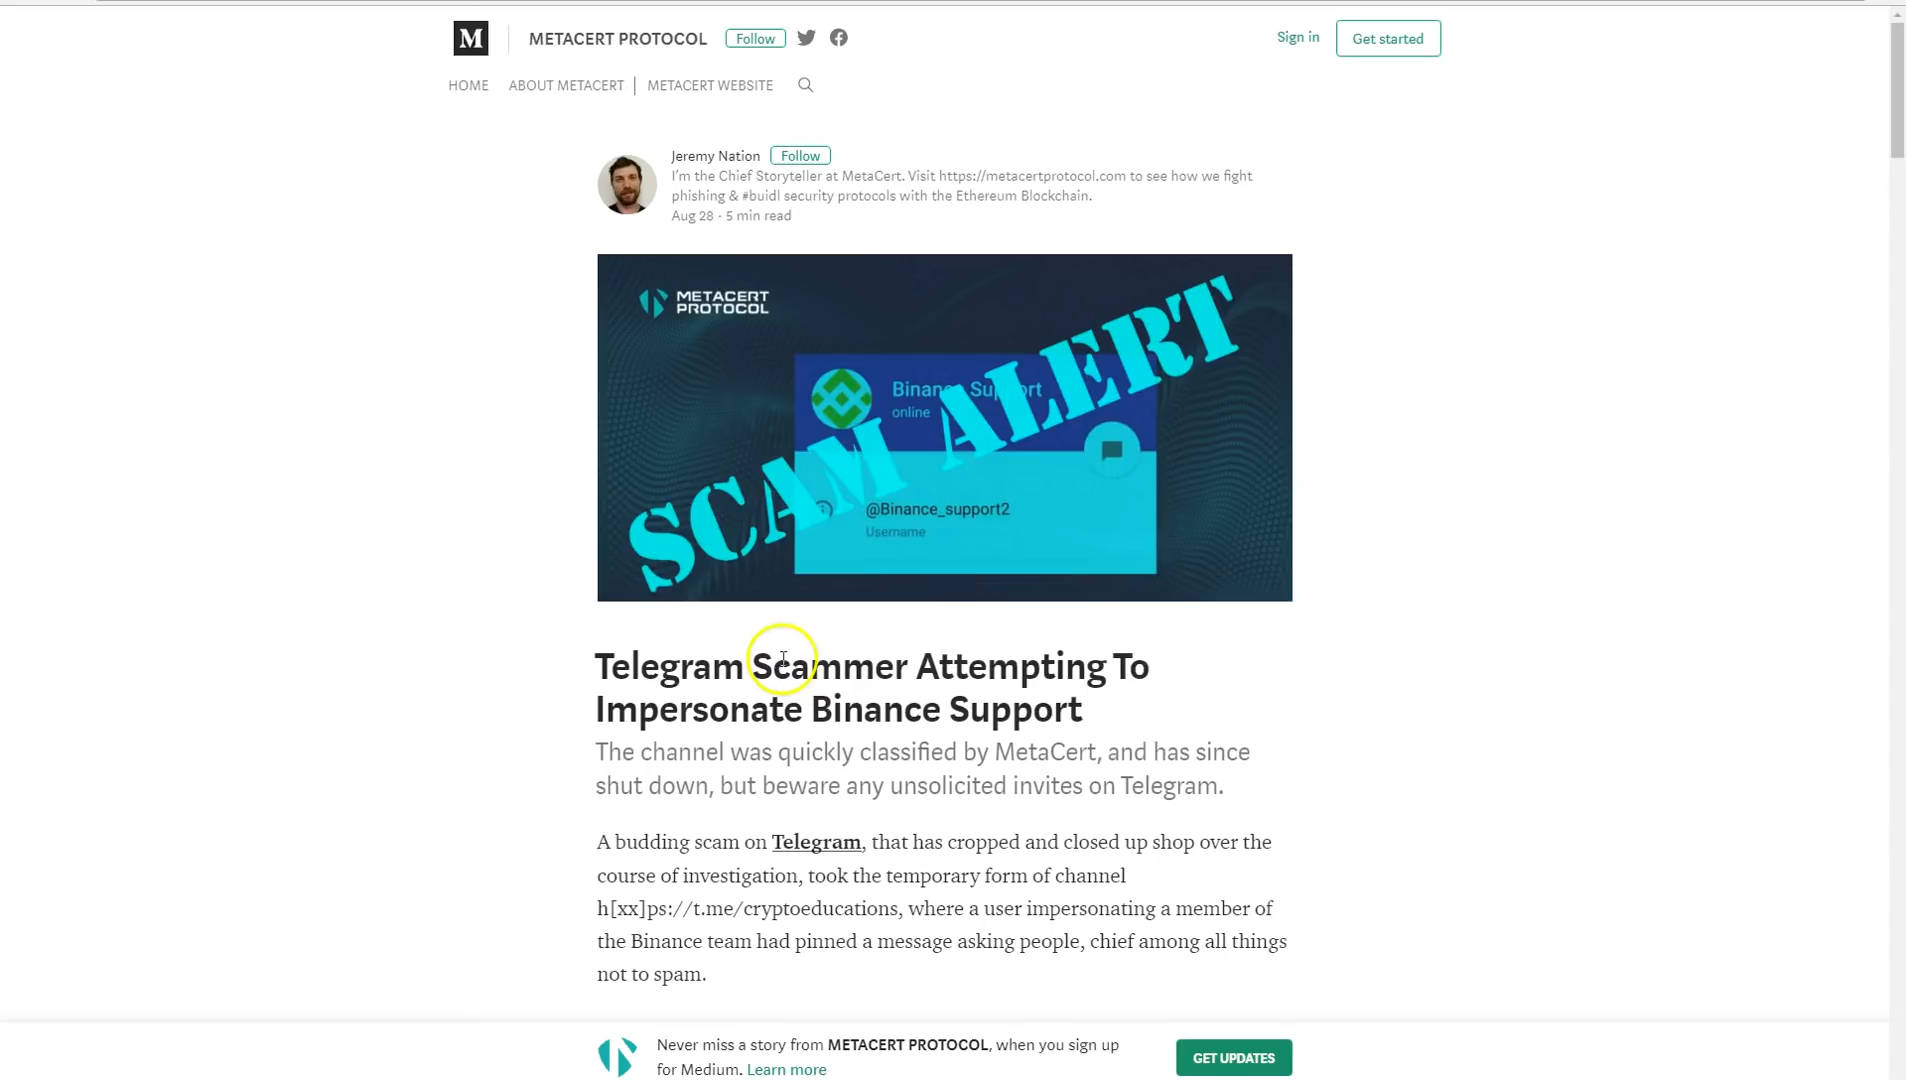 M
METACERT PROTOCOL
Follow
Sign in
Get started
HOME
ABOUT METACERT
METACERT WEBSITE
Jeremy Nation
Follow
I'm the Chief Storyteller at MetaCert. Visit https://metacertprotocol.com to see how we fight
phishing & #buidl security protocols with the Ethereum Blockchain.
Aug 28 · 5 min read
METACERT
PROTOCOL
SCAM ALERT
Binance Support
online
@Binance_support2
Username
Telegram Scammer Attempting To
Impersonate Binance Support
The channel was quickly classified by MetaCert, and has since
shut down, but beware any unsolicited invites on Telegram.
A budding scam on Telegram, that has cropped and closed up shop over the
course of investigation, took the temporary form of channel
h[xx]ps://t.me/cryptoeducations, where a user impersonating a member of
the Binance team had pinned a message asking people, chief among all things
not to spam.
Never miss a story from METACERT PROTOCOL, when you sign up
for Medium. Learn more
GET UPDATES